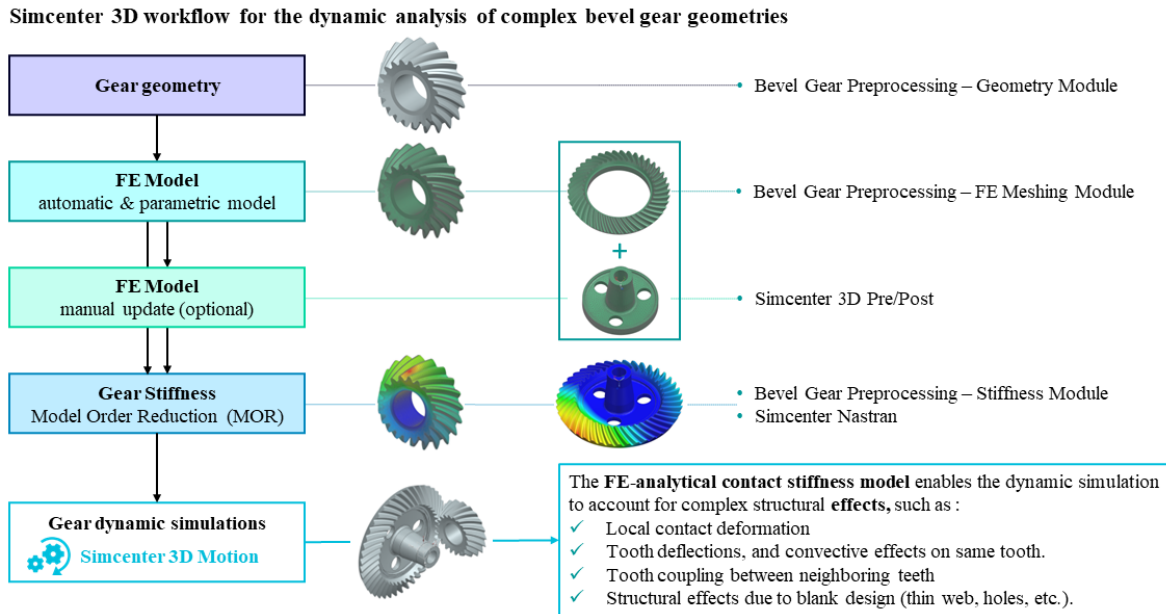 Simcenter 3D workflow for the dynamic analysis of complex bevel gear geometries
Gear geometry
• Bevel Gear Preprocessing – Geometry Module
FE Model
automatic & parametric model
• Bevel Gear Preprocessing – FE Meshing Module
+
FE Model
manual update (optional)
• Simcenter 3D Pre/Post
Gear Stiffness
Model Order Reduction (MOR)
• Bevel Gear Preprocessing – Stiffness Module
• Simcenter Nastran
Gear dynamic simulations
Simcenter 3D Motion
The FE-analytical contact stiffness model enables the dynamic simulation
to account for complex structural effects, such as :
✓ Local contact deformation
✓ Tooth deflections, and convective effects on same tooth.
✓ Tooth coupling between neighboring teeth
✓ Structural effects due to blank design (thin web, holes, etc.).